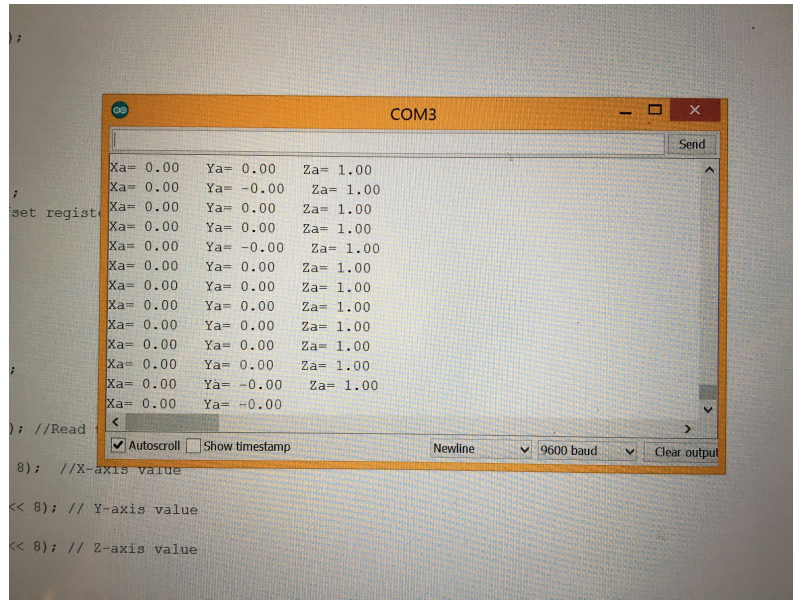 );
COM3
Send
Xa= 0.00 Ya= 0.00 Za= 1.00
Xa= 0.00 Ya= -0.00 Za= 1.00
;
set registe
Xa= 0.00 Ya= 0.00 Za= 1.00
Xa= 0.00 Ya= 0.00 Za= 1.00
Xa= 0.00 Ya= -0.00 Za= 1.00
Xa= 0.00 Ya= 0.00 Za= 1.00
Xa= 0.00 Ya= 0.00 Za= 1.00
Xa= 0.00 Ya= 0.00 Za= 1.00
Xa= 0.00 Ya= 0.00 Za= 1.00
Xa= 0.00 Ya= 0.00 Za= 1.00
Xa= 0.00 Ya= 0.00 Za= 1.00
;
Xa= 0.00 Ya= -0.00 Za= 1.00
Xa= 0.00 Ya= -0.00
); //Read
Autoscroll Show timestamp Newline 9600 baud Clear output
8); //X-axis value
<< 8); // Y-axis value
<< 8); // Z-axis value